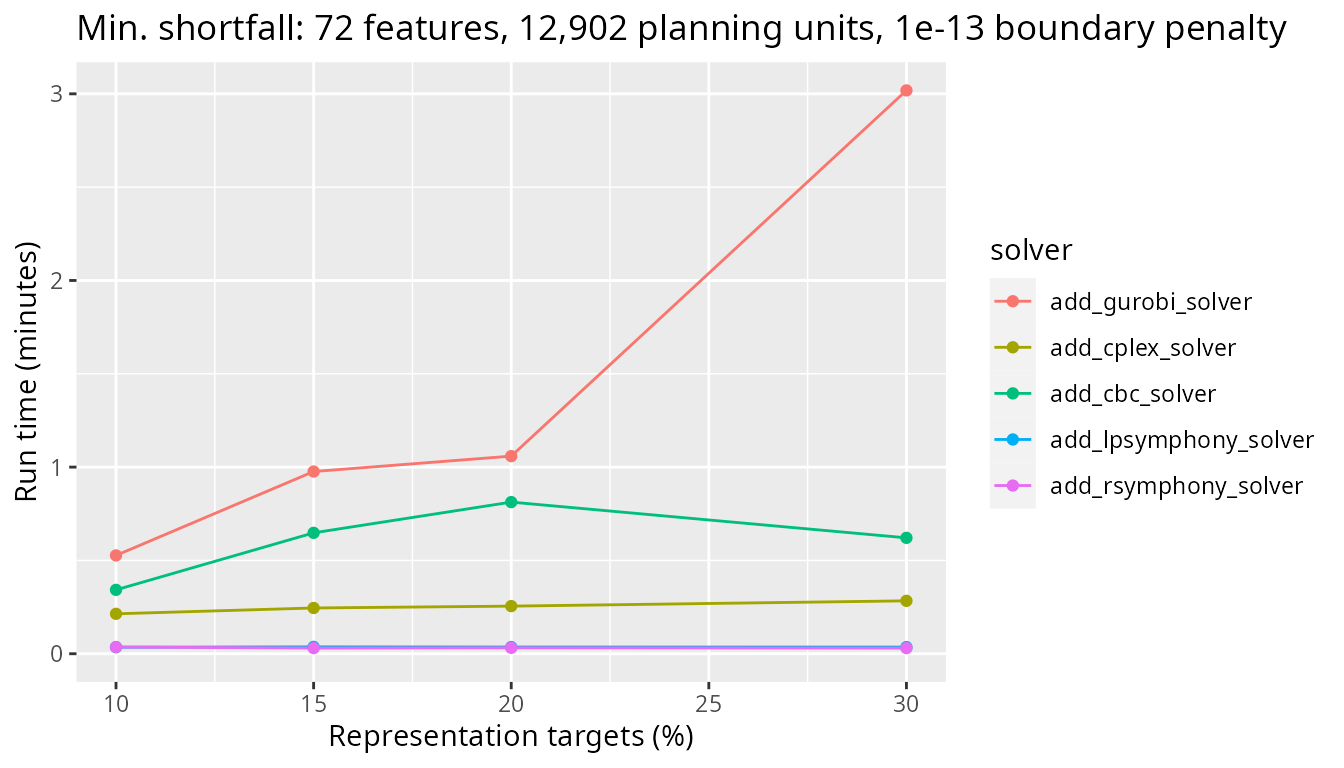 Min. shortfall: 72 features, 12,902 planning units, 1e-13 boundary penalty
3
2
1
0
Run time (minutes)
10 15 20 25 30
Representation targets (%)
solver
add_gurobi_solver
add_cplex_solver
add_cbc_solver
add_lpsymphony_solver
add_rsymphony_solver